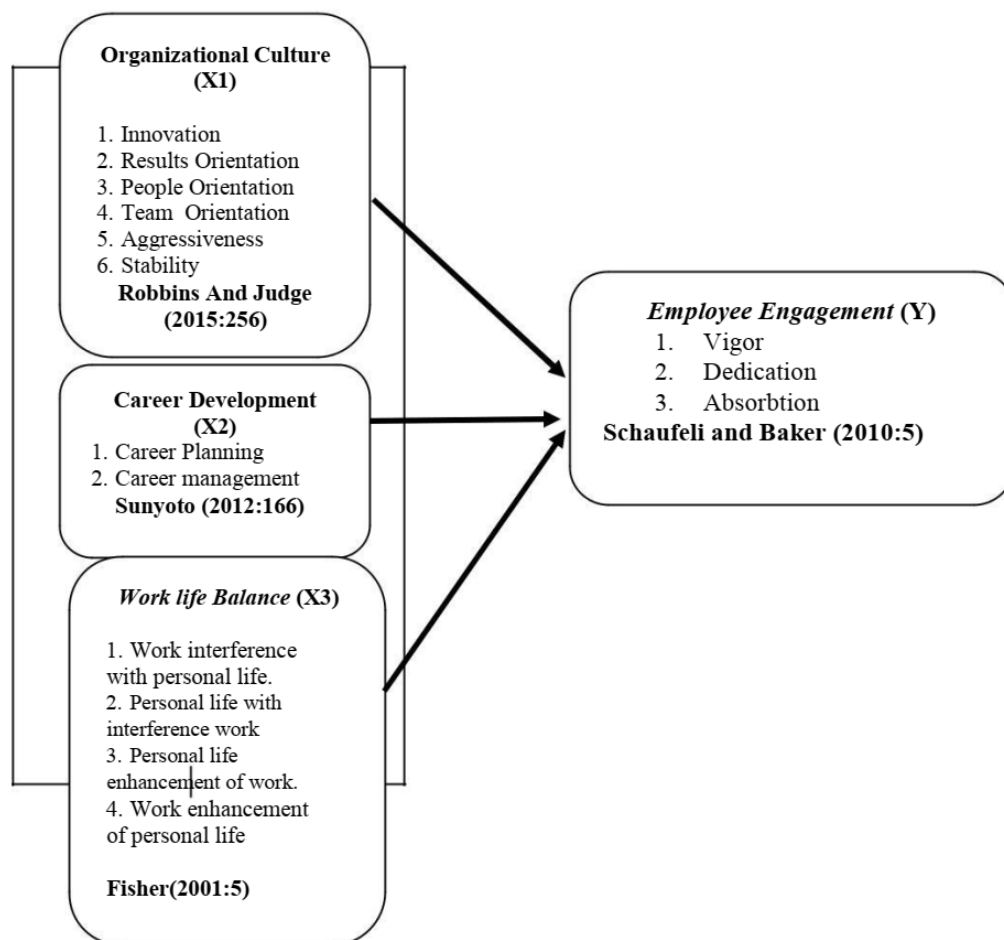 Organizational Culture
(X1)
1. Innovation
2. Results Orientation
3. People Orientation
4. Team Orientation
5. Aggressiveness
6. Stability
Robbins And Judge
(2015:256)
Career Development
(X2)
1. Career Planning
2. Career management
Sunyoto (2012:166)
Work life Balance (X3)
1. Work interference
with personal life.
2. Personal life with
interference work
3. Personal life
enhancement of work.
4. Work enhancement
of personal life
Fisher(2001:5)
Employee Engagement (Y)
1. Vigor
2. Dedication
3. Absorbtion
Schaufeli and Baker (2010:5)